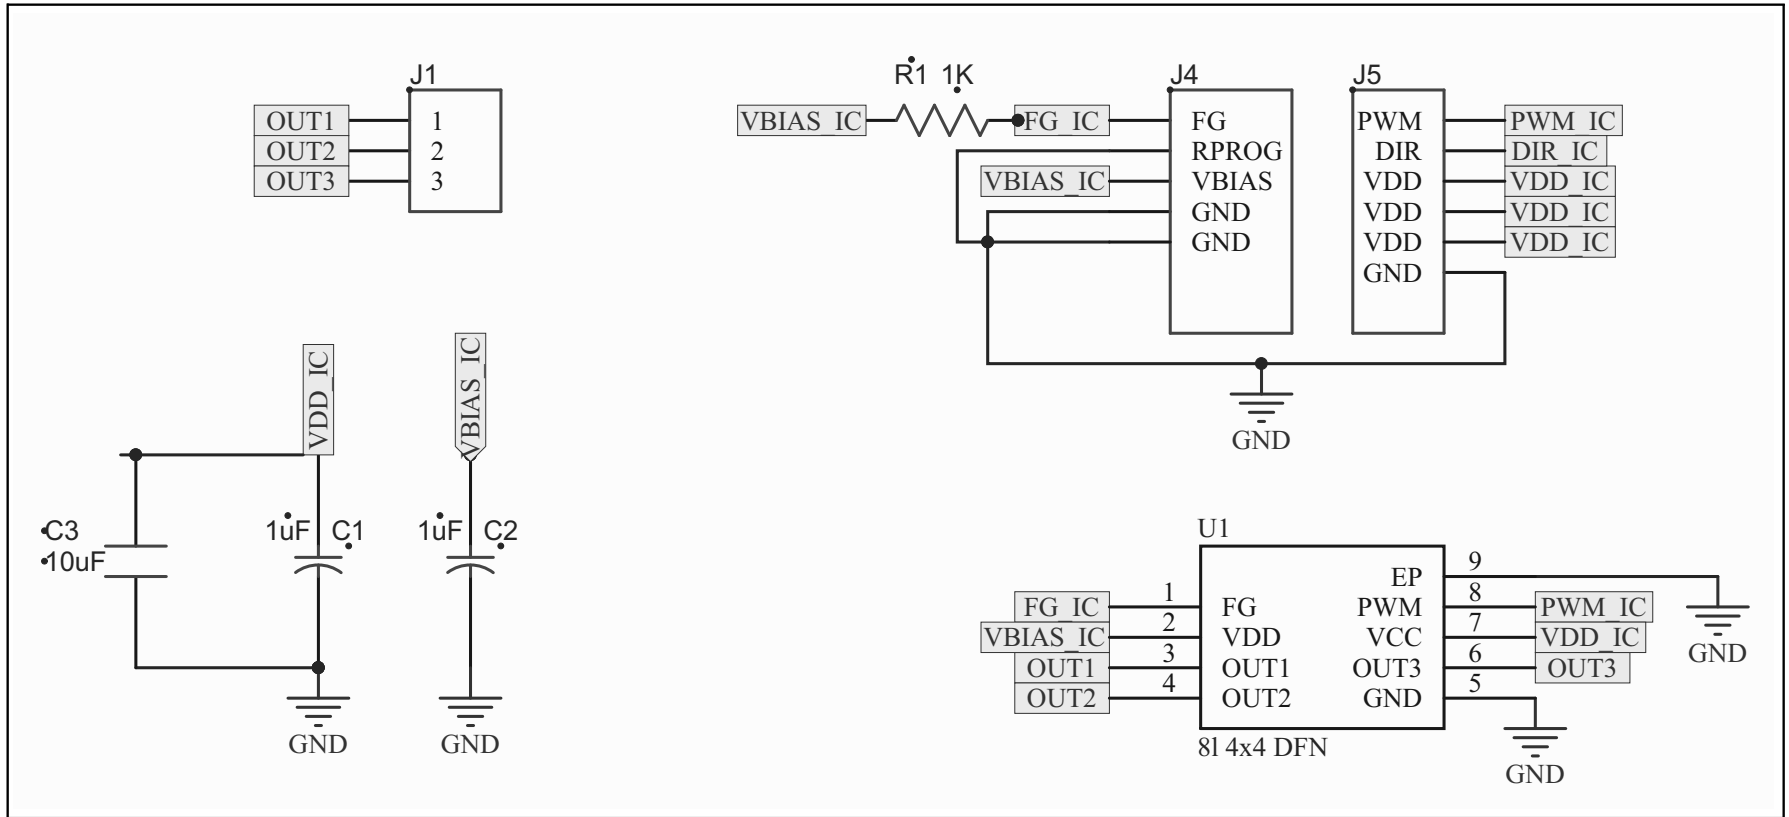 J1
OUT1 1
OUT2 2
OUT3 3
R1 1K
VBIAS_IC FG_IC
J4
FG
RPROG
VBIAS_IC VBIAS
GND
GND
J5
PWM PWM_IC
DIR DIR_IC
VDD VDD_IC
VDD VDD_IC
VDD VDD_IC
GND
GND
VDD_IC
VBIAS_IC
C3
10uF
1uF C1
1uF C2
GND
GND
U1
EP 9
FG_IC 1 FG PWM 8 PWM_IC
VBIAS_IC 2 VDD VCC 7 VDD_IC
OUT1 3 OUT1 OUT3 6 OUT3
OUT2 4 OUT2 GND 5
8l 4x4 DFN
GND
GND